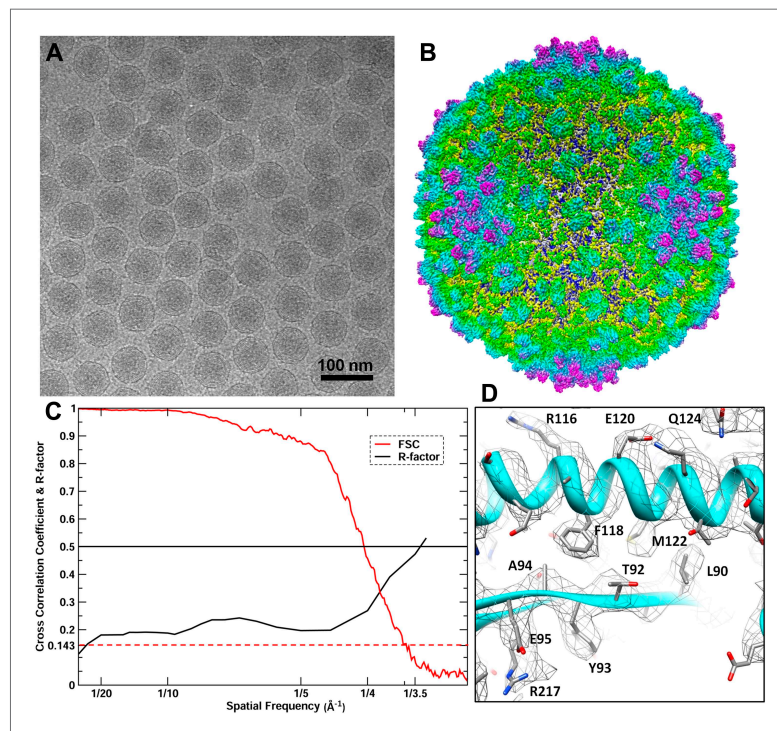 A
100 nm
B
C
1
0.9
0.8
0.7
0.6
0.5
0.4
0.3
0.2
0.143
0.1
0
FSC
R-factor
Cross Correlation Coefficient & R-factor
1/20
1/10
1/5
1/4
1/3.5
Spatial Frequency (Å⁻¹)
D
R116
E120
Q124
F118
M122
A94
T92
L90
E95
Y93
R217